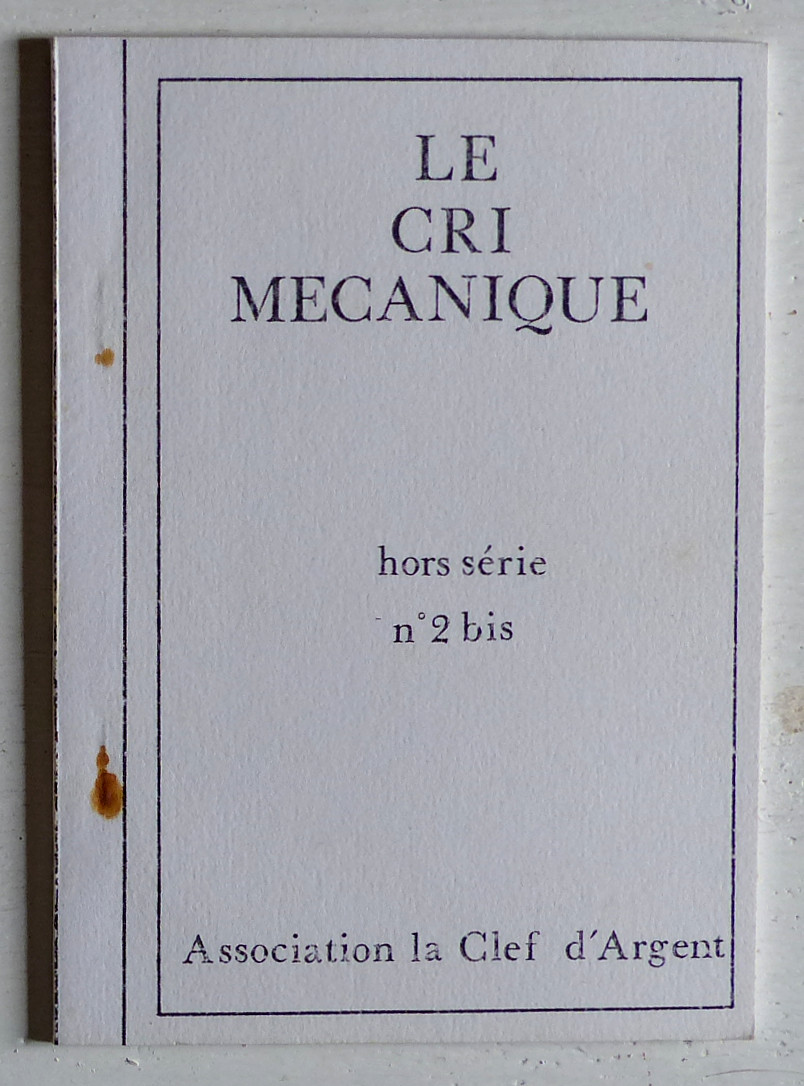 LE
CRI
MECANIQUE
hors série
n°2 bis
Association la Clef d'Argent